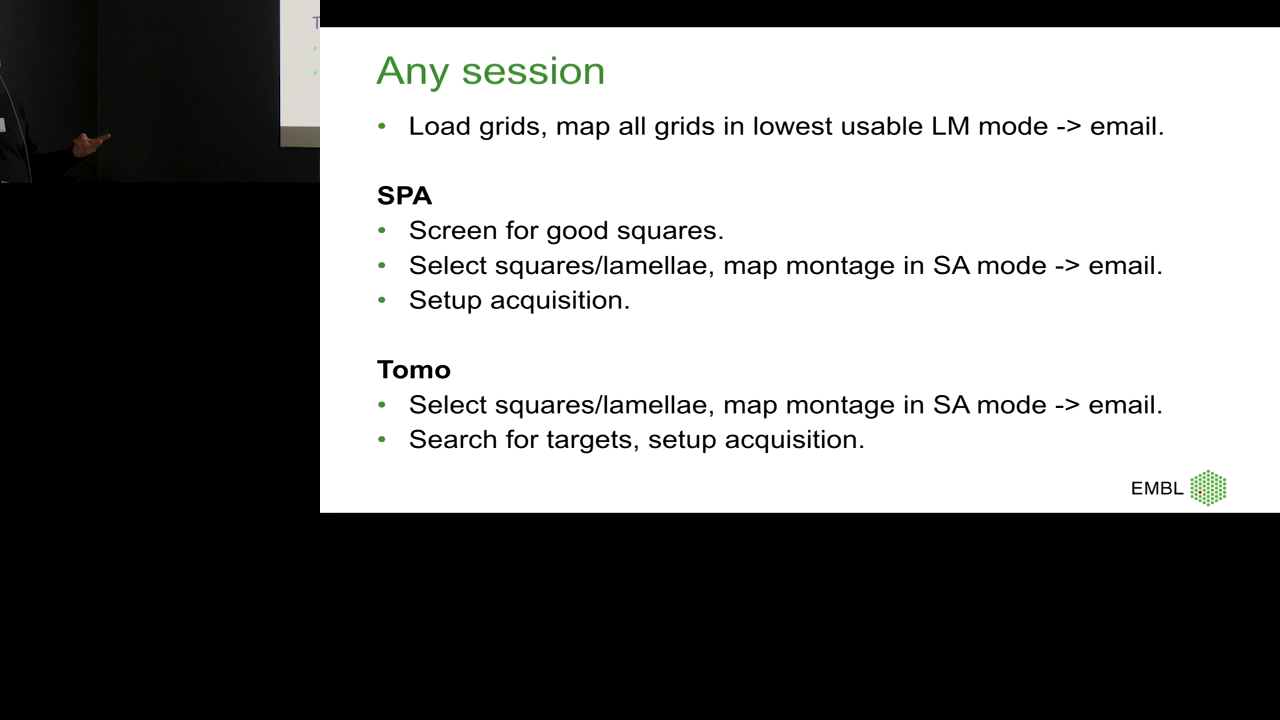 Any session
• Load grids, map all grids in lowest usable LM mode -> email.
SPA
• Screen for good squares.
• Select squares/lamellae, map montage in SA mode -> email.
• Setup acquisition.
Tomo
• Select squares/lamellae, map montage in SA mode -> email.
• Search for targets, setup acquisition.
EMBL